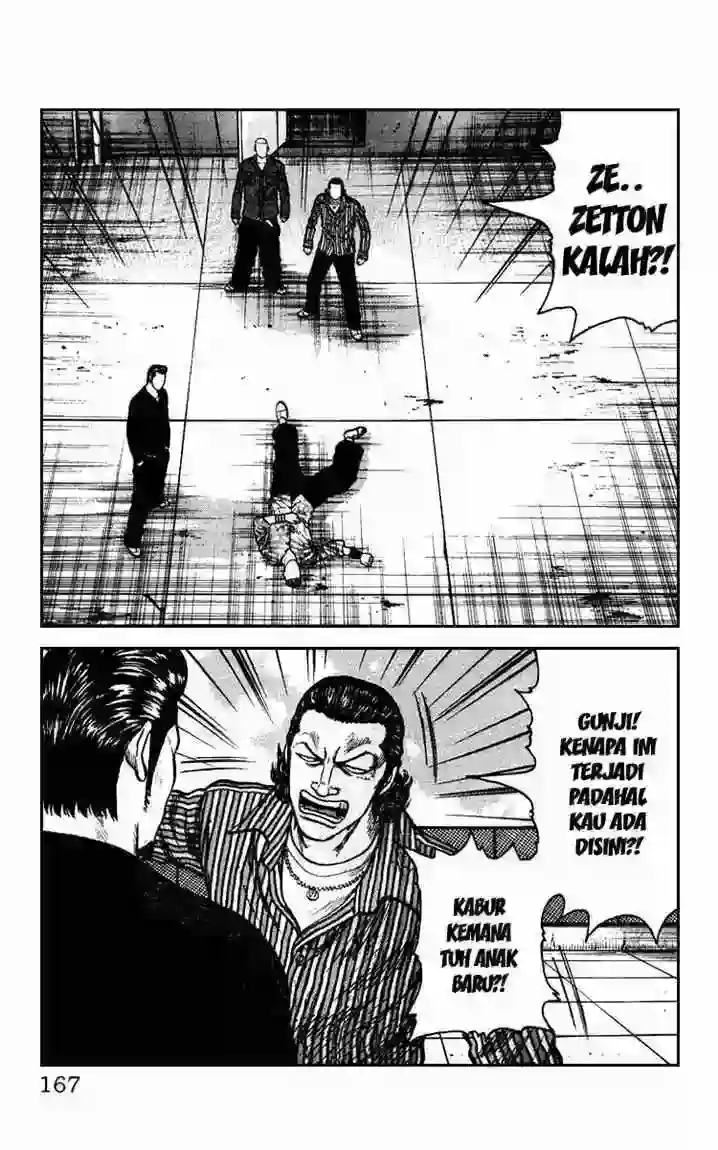 ZE..
ZETTON
KALAH?!
GUNJI!
KENAPA INI
TERJADI
PADAHAL
KAU ADA
DISINI?!
KABUR
KEMANA
TUH ANAK
BARU?!
167